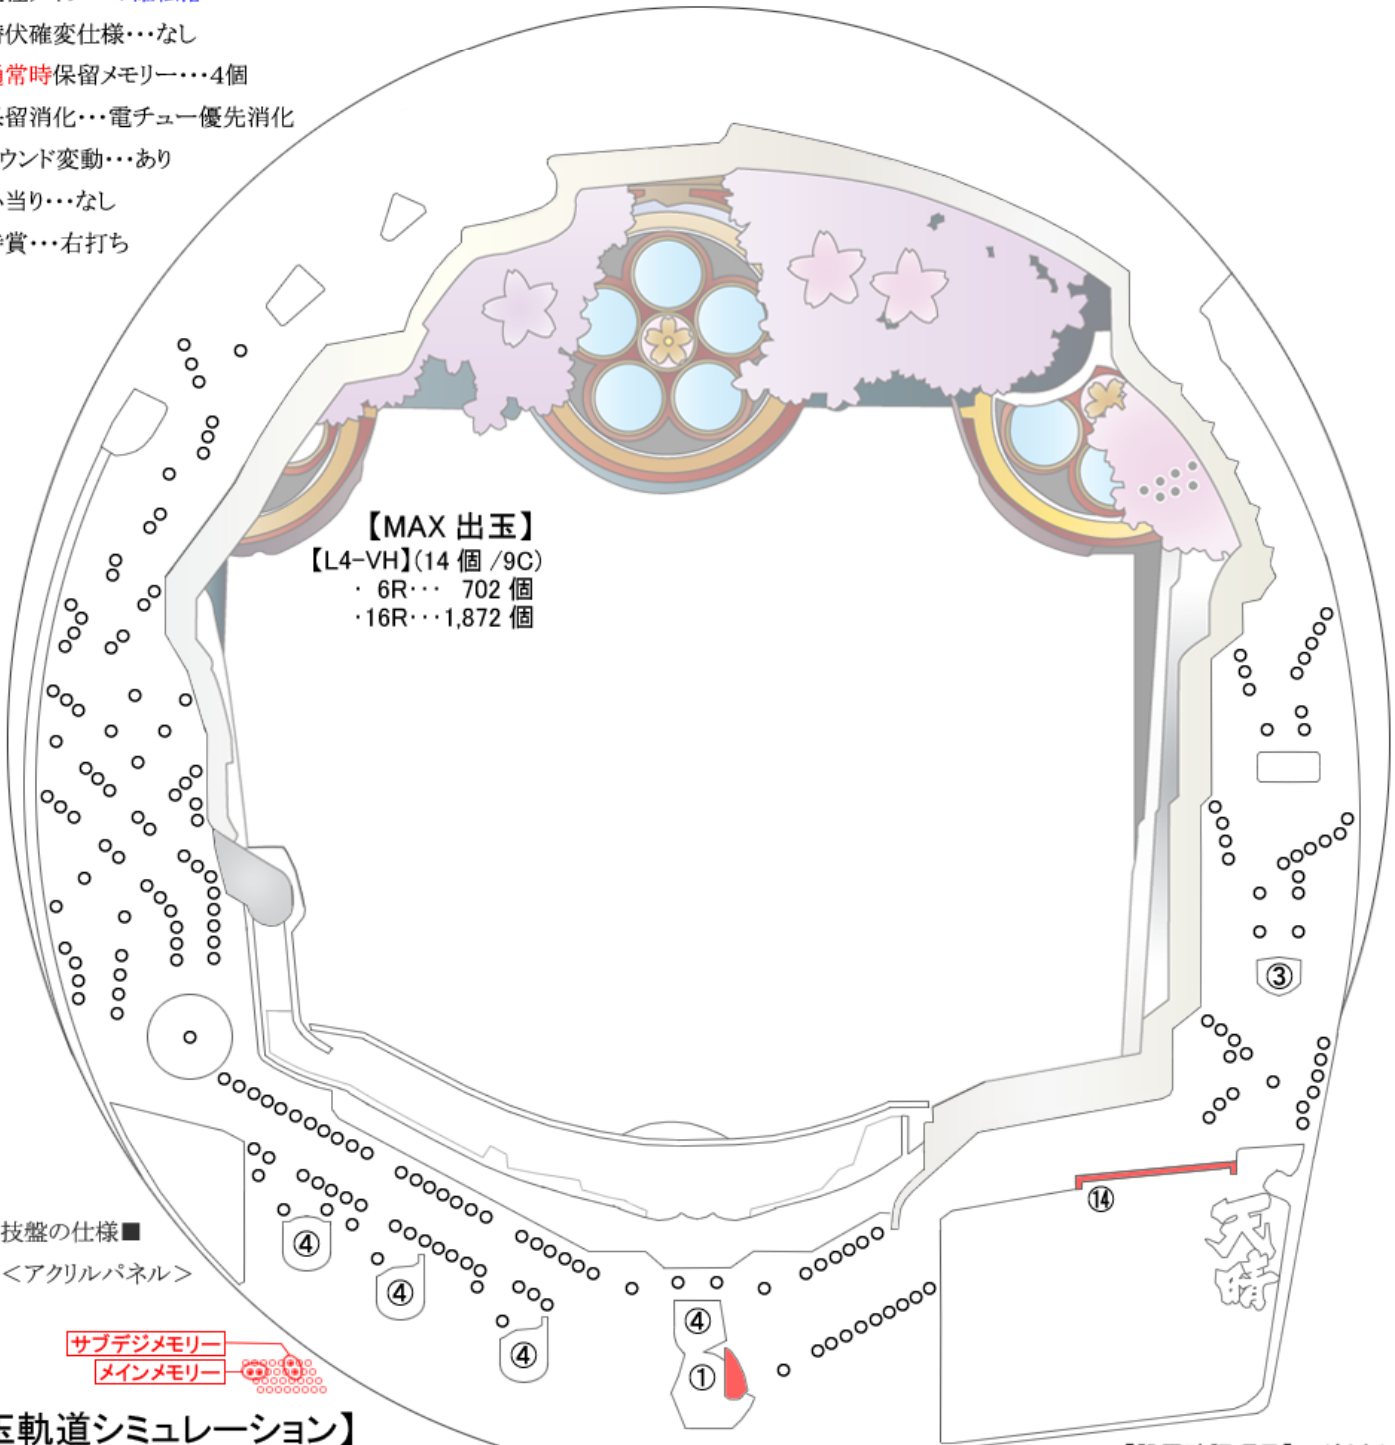 伏確変仕様･･･なし
通常時保留メモリー･･･4個
保留消化･･･電チュー優先消化
ラウンド変動･･･あり
小当り･･･なし
賞･･･右打ち
【MAX 出玉】
【L4-VH】(14 個 /9C)
・ 6R･･･ 702 個
・16R･･･1,872 個
③
⑭
天晴
技盤の仕様■
＜アクリルパネル＞
④
④
④
④
①
サブデジメモリー
メインメモリー
玉軌道シミュレーション】